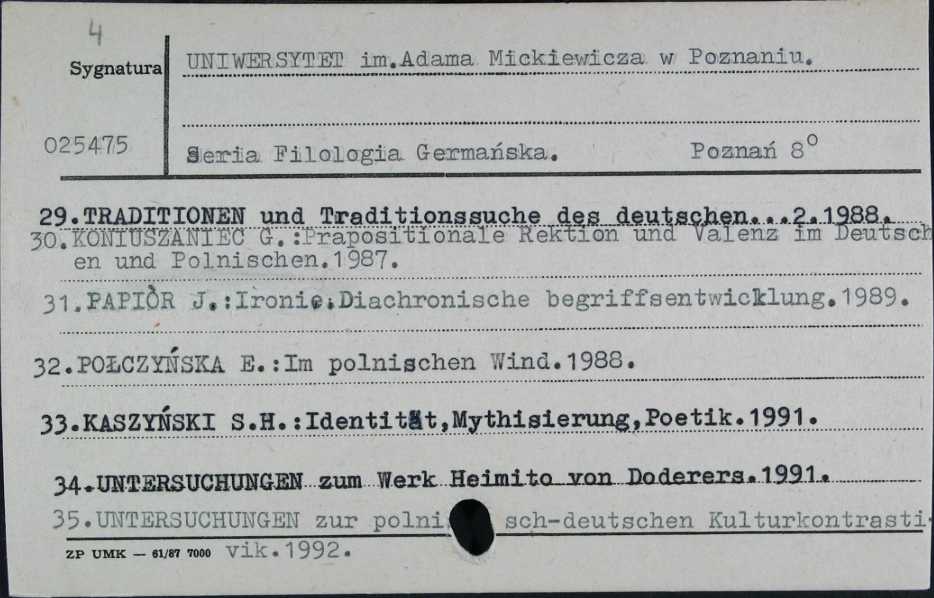 4
Sygnatura
UNIWERSYTET im.Adama Mickiewicza w Poznaniu.
025475
Seria Filologia Germańska. Poznań 8°
29.TRADITIONEN und Traditionssuche des deutschen...2.1988.
30.KONIUSZANIEC G.:Prapositionale Rektion und Valenz im Deutsch
en und Polnischen.1987.
31.PAPIÒR J.:Ironie.Diachronische begriffsentwicklung.1989.
32.POŁCZYŃSKA E.:Im polnischen Wind.1988.
33.KASZYŃSKI S.H.:Identität,Mythisierung,Poetik.1991.
34.UNTERSUCHUNGEN zum Werk Heimito von Doderers.1991.
35.UNTERSUCHUNGEN zur polni sch-deutschen Kulturkontrasti-
ZP UMK — 61/87 7000 vik.1992.